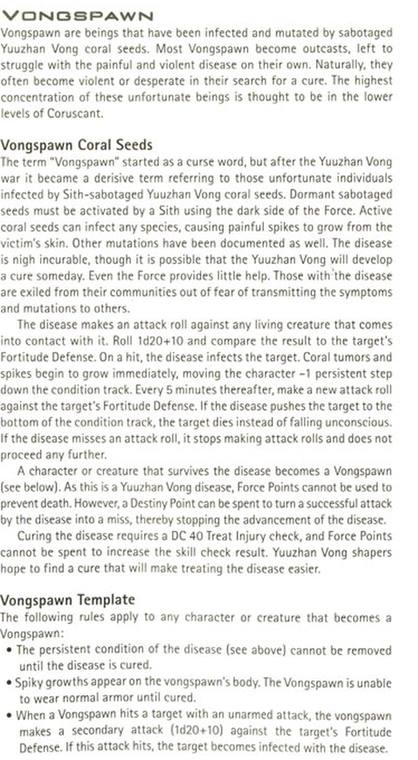 VONGSPAWN
Vongspawn are beings that have been infected and mutated by sabotaged
Yuuzhan Vong coral seeds. Most Vongspawn become outcasts, left to
struggle with the painful and violent disease on their own. Naturally, they
often become violent or desperate in their search for a cure. The highest
concentration of these unfortunate beings is thought to be in the lower
levels of Coruscant.
Vongspawn Coral Seeds
The term "Vongspawn" started as a curse word, but after the Yuuzhan Vong
war it became a derisive term referring to those unfortunate individuals
infected by Sith-sabotaged Yuuzhan Vong coral seeds. Dormant sabotaged
seeds must be activated by a Sith using the dark side of the Force. Active
coral seeds can infect any species, causing painful spikes to grow from the
victim's skin. Other mutations have been documented as well. The disease
is nigh incurable, though it is possible that the Yuuzhan Vong will develop
a cure someday. Even the Force provides little help. Those with the disease
are exiled from their communities out of fear of transmitting the symptoms
and mutations to others.
The disease makes an attack roll against any living creature that comes
into contact with it. Roll 1d20+10 and compare the result to the target's
Fortitude Defense. On a hit, the disease infects the target. Coral tumors and
spikes begin to grow immediately, moving the character –1 persistent step
down the condition track. Every 5 minutes thereafter, make a new attack roll
against the target's Fortitude Defense. If the disease pushes the target to the
bottom of the condition track, the target dies instead of falling unconscious.
If the disease misses an attack roll, it stops making attack rolls and does not
proceed any further.
A character or creature that survives the disease becomes a Vongspawn
(see below). As this is a Yuuzhan Vong disease, Force Points cannot be used to
prevent death. However, a Destiny Point can be spent to turn a successful attack
by the disease into a miss, thereby stopping the advancement of the disease.
Curing the disease requires a DC 40 Treat Injury check, and Force Points
cannot be spent to increase the skill check result. Yuuzhan Vong shapers
hope to find a cure that will make treating the disease easier.
Vongspawn Template
The following rules apply to any character or creature that becomes a
Vongspawn:
• The persistent condition of the disease (see above) cannot be removed
until the disease is cured.
• Spiky growths appear on the vongspawn's body. The Vongspawn is unable
to wear normal armor until cured.
• When a Vongspawn hits a target with an unarmed attack, the vongspawn
makes a secondary attack (1d20+10) against the target's Fortitude
Defense. If this attack hits, the target becomes infected with the disease.